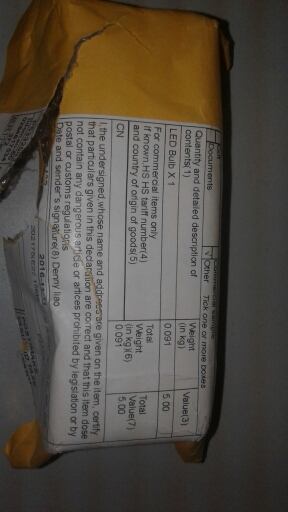 Documents
√ Other Tick one or more boxes
Quantity and detailed description of contents(1) Weight (in kg) Value(3)
LED Bulb X 1 0.091 5.00
For commercial items only
If known,HS HS tariff number(4)
and country of origin of goods(5)
Total Weight (in kg)(6)
Total Value(7)
CN 0.091 5.00
I,the undersigned,whose name and address are given on the item, certify
that particulars given in this declaration are correct and that this item dose
not contain any dangerous article or artices prohibited by legislation or by
postal or customs regulations
Date and sender's signature(8) Denny liao